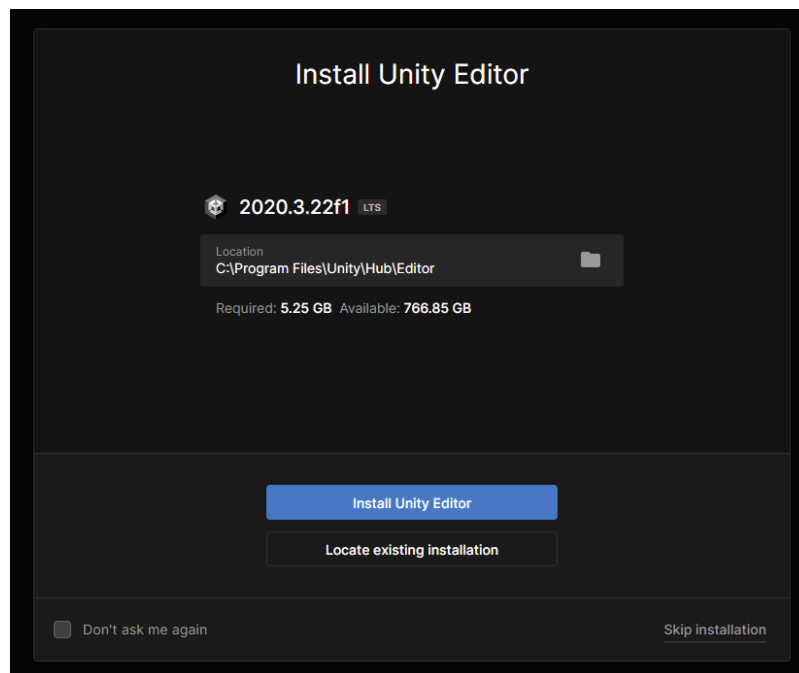 Install Unity Editor
2020.3.22f1 LTS
Location
C:\Program Files\Unity\Hub\Editor
Required: 5.25 GB Available: 766.85 GB
Install Unity Editor
Locate existing installation
Don't ask me again
Skip installation